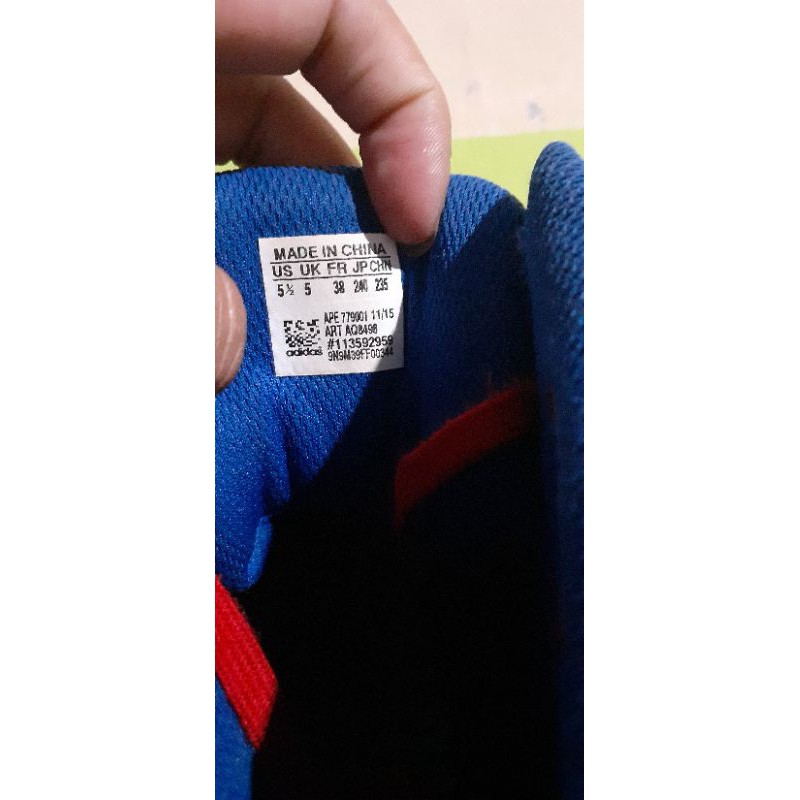 MADE IN CHINA
US UK FR JP CHN
5½ 5 38 240 235
APE 779001 11/15
ART AQ8498
#113592959
adidas 9N9M39FF00344